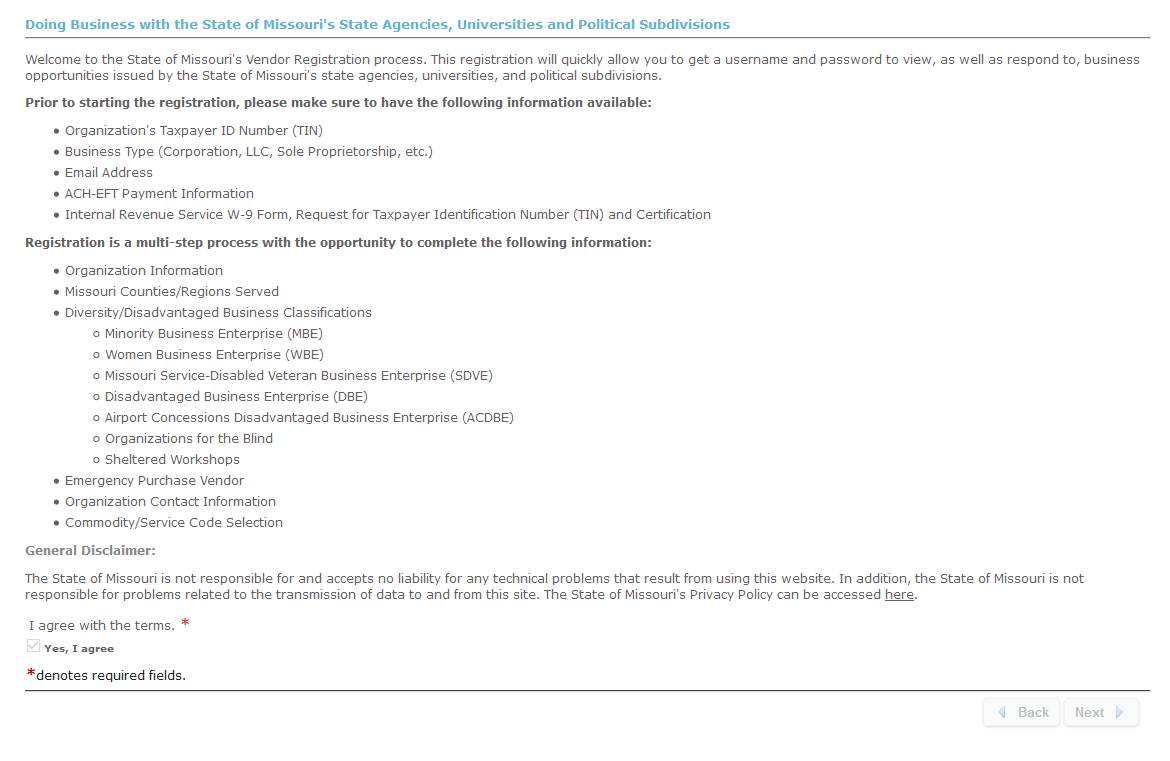 Doing Business with the State of Missouri's State Agencies, Universities and Political Subdivisions
Welcome to the State of Missouri's Vendor Registration process. This registration will quickly allow you to get a username and password to view, as well as respond to, business
opportunities issued by the State of Missouri's state agencies, universities, and political subdivisions.
Prior to starting the registration, please make sure to have the following information available:
Organization's Taxpayer ID Number (TIN)
Business Type (Corporation, LLC, Sole Proprietorship, etc.)
Email Address
ACH-EFT Payment Information
Internal Revenue Service W-9 Form, Request for Taxpayer Identification Number (TIN) and Certification
Registration is a multi-step process with the opportunity to complete the following information:
Organization Information
Missouri Counties/Regions Served
Diversity/Disadvantaged Business Classifications
Minority Business Enterprise (MBE)
Women Business Enterprise (WBE)
Missouri Service-Disabled Veteran Business Enterprise (SDVE)
Disadvantaged Business Enterprise (DBE)
Airport Concessions Disadvantaged Business Enterprise (ACDBE)
Organizations for the Blind
Sheltered Workshops
Emergency Purchase Vendor
Organization Contact Information
Commodity/Service Code Selection
General Disclaimer:
The State of Missouri is not responsible for and accepts no liability for any technical problems that result from using this website. In addition, the State of Missouri is not
responsible for problems related to the transmission of data to and from this site. The State of Missouri's Privacy Policy can be accessed here.
I agree with the terms. *
Yes, I agree
*denotes required fields.
Back Next